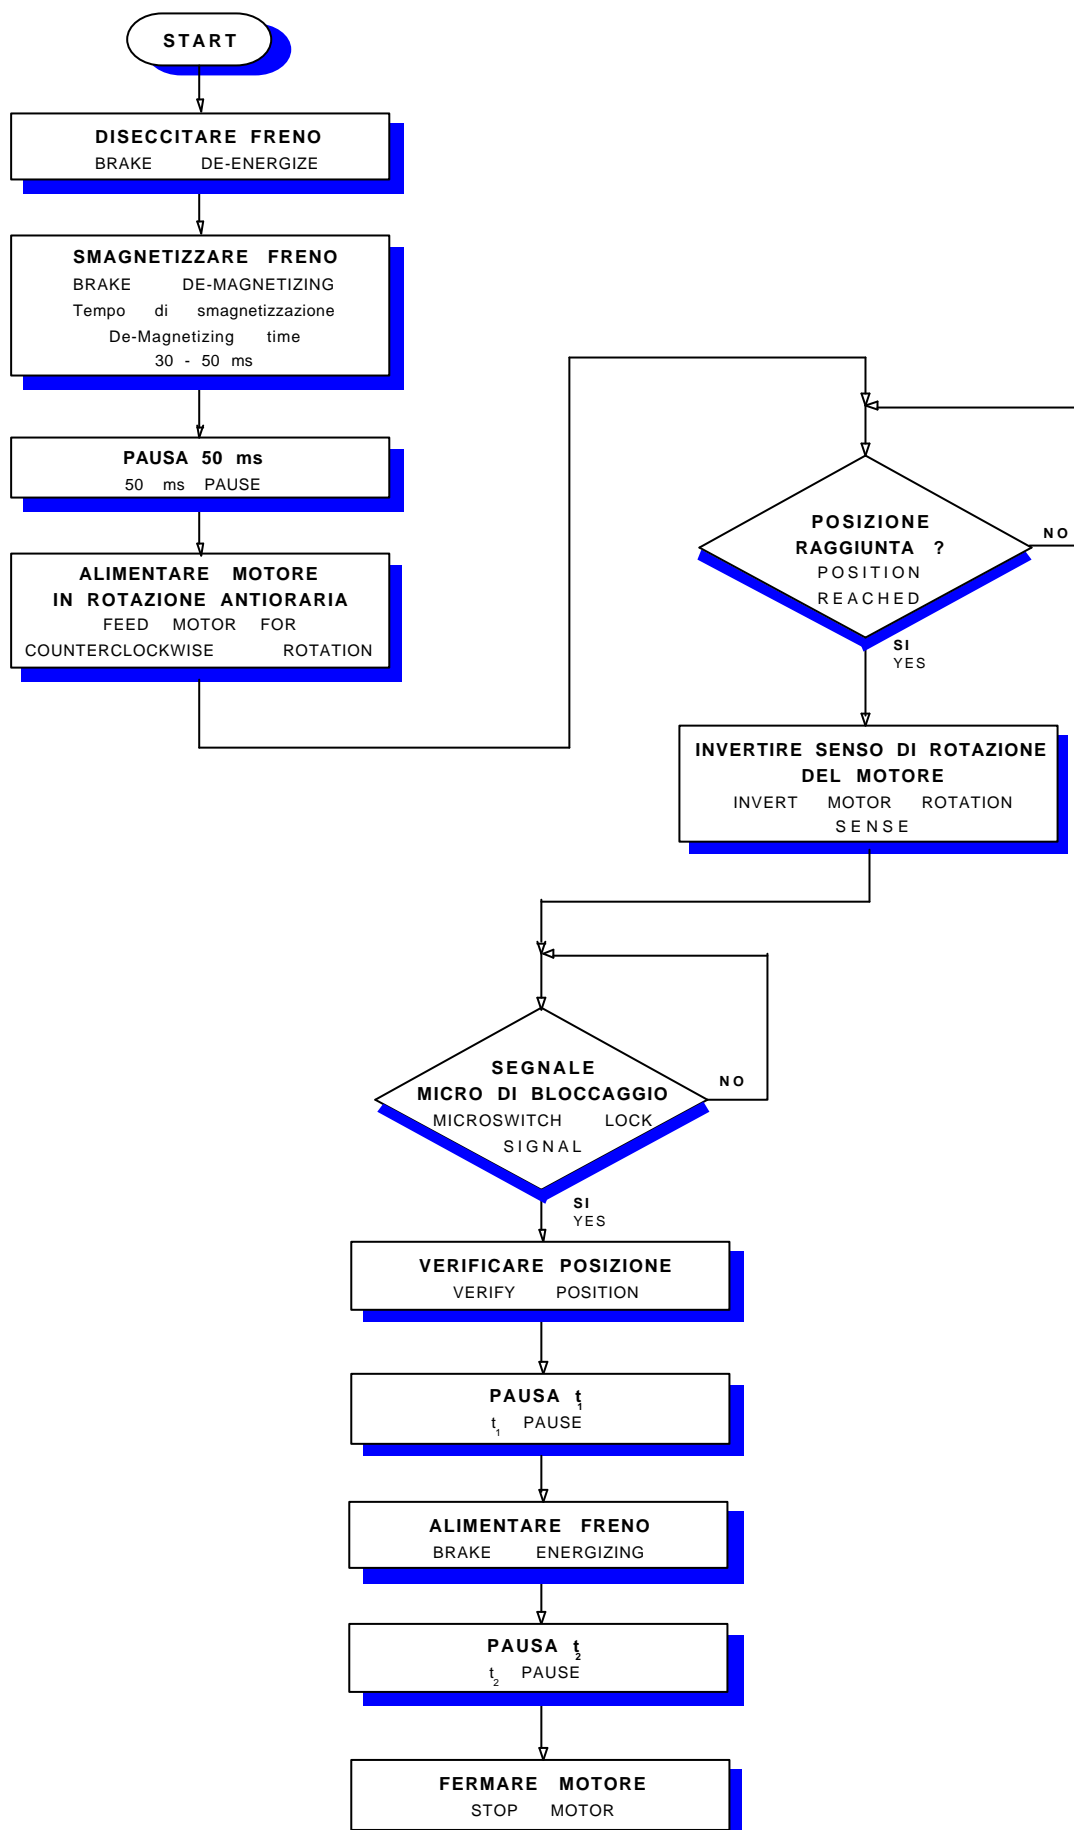 START
DISECCITARE FRENO
BRAKE DE-ENERGIZE
SMAGNETIZZARE FRENO
BRAKE DE-MAGNETIZING
Tempo di smagnetizzazione
De-Magnetizing time
30 - 50 ms
PAUSA 50 ms
50 ms PAUSE
ALIMENTARE MOTORE
IN ROTAZIONE ANTIORARIA
FEED MOTOR FOR
COUNTERCLOCKWISE ROTATION
POSIZIONE
RAGGIUNTA ?
POSITION
REACHED
NO
SI
YES
INVERTIRE SENSO DI ROTAZIONE
DEL MOTORE
INVERT MOTOR ROTATION
SENSE
SEGNALE
MICRO DI BLOCCAGGIO
MICROSWITCH LOCK
SIGNAL
NO
SI
YES
VERIFICARE POSIZIONE
VERIFY POSITION
PAUSA t₁
t₁ PAUSE
ALIMENTARE FRENO
BRAKE ENERGIZING
PAUSA t₂
t₂ PAUSE
FERMARE MOTORE
STOP MOTOR